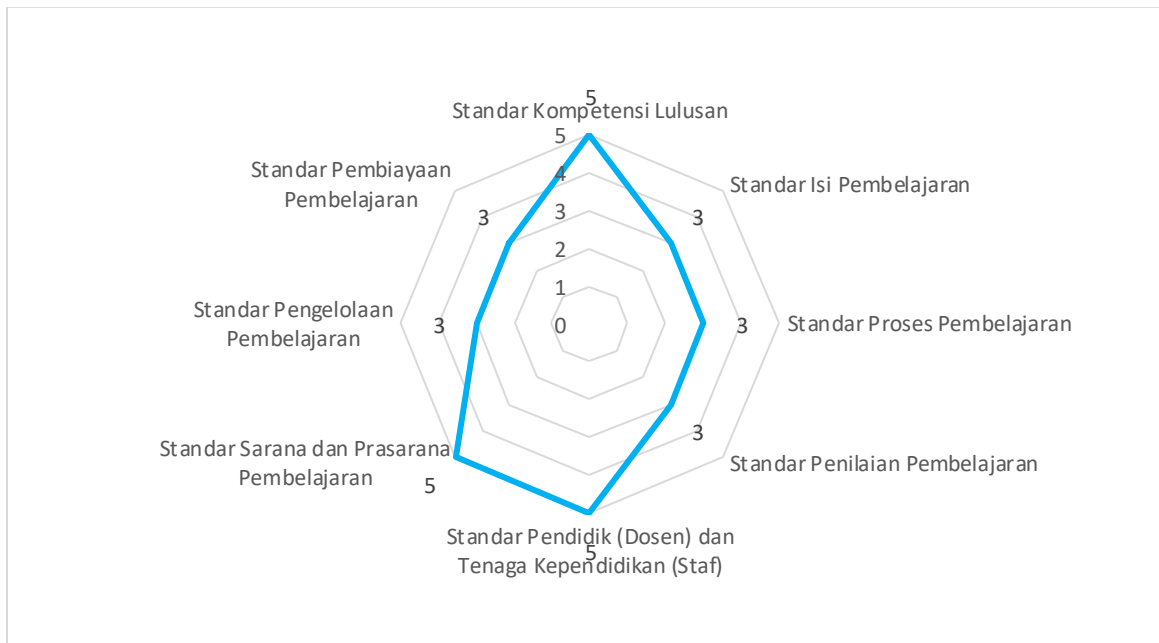 5
Standar Kompetensi Lulusan
5
Standar Pembiayaan
Pembelajaran
4
Standar Isi Pembelajaran
3
3
3
2
1
Standar Pengelolaan
Pembelajaran
3
0
3
Standar Proses Pembelajaran
3
Standar Sarana dan Prasarana
Pembelajaran
5
Standar Penilaian Pembelajaran
Standar Pendidik (Dosen) dan
5
Tenaga Kependidikan (Staf)